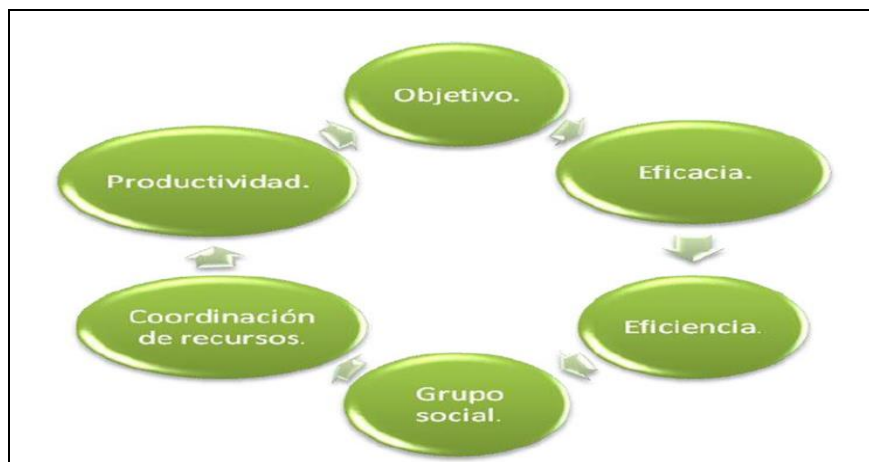 Objetivo.
Eficacia.
Eficiencia.
Grupo
social.
Coordinación
de recursos.
Productividad.